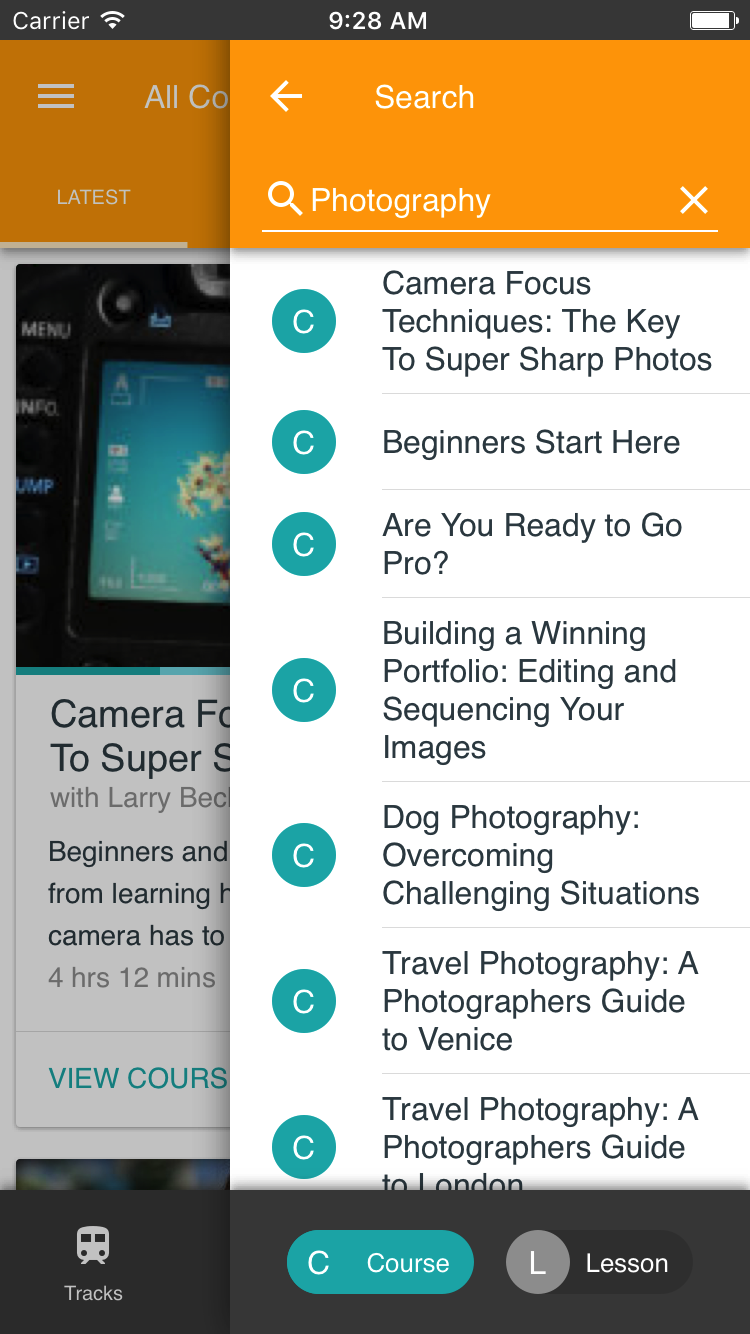 Carrier 9:28 AM
All Co
LATEST
Search
Photography
MENU
INFO.
UMP
A
C Camera Focus
Techniques: The Key
To Super Sharp Photos
C Beginners Start Here
C Are You Ready to Go
Pro?
C Building a Winning
Portfolio: Editing and
Sequencing Your
Images
C Dog Photography:
Overcoming
Challenging Situations
C Travel Photography: A
Photographers Guide
to Venice
C Travel Photography: A
Photographers Guide
to London
Camera Fo
To Super S
with Larry Bec
Beginners and
from learning h
camera has to
4 hrs 12 mins
VIEW COURS
Tracks
C Course
L Lesson